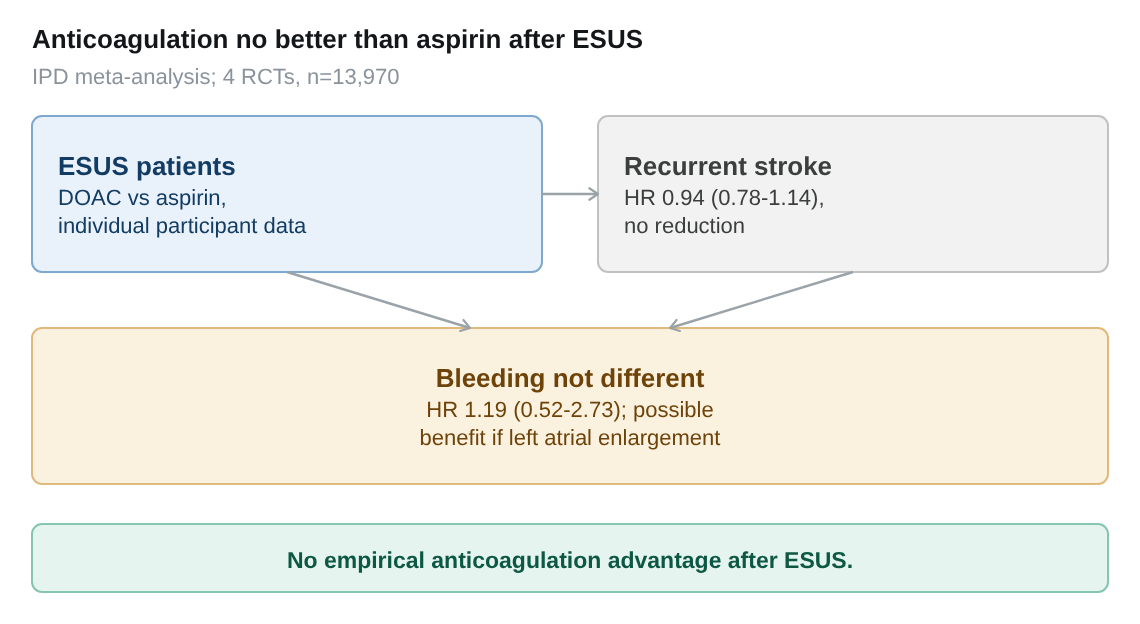 Anticoagulation no better than aspirin after ESUS
IPD meta-analysis; 4 RCTs, n=13,970
ESUS patients
DOAC vs aspirin,
individual participant data
Recurrent stroke
HR 0.94 (0.78-1.14),
no reduction
Bleeding not different
HR 1.19 (0.52-2.73); possible
benefit if left atrial enlargement
No empirical anticoagulation advantage after ESUS.